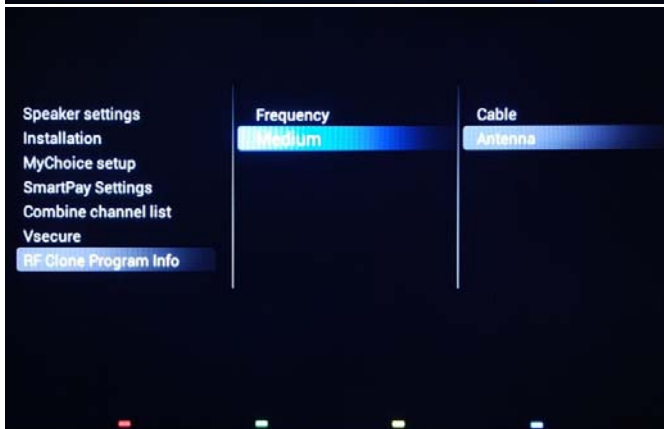 Speaker settings
Installation
MyChoice setup
SmartPay Settings
Combine channel list
Vsecure
RF Clone Program Info
Frequency
Medium
Cable
Antenna